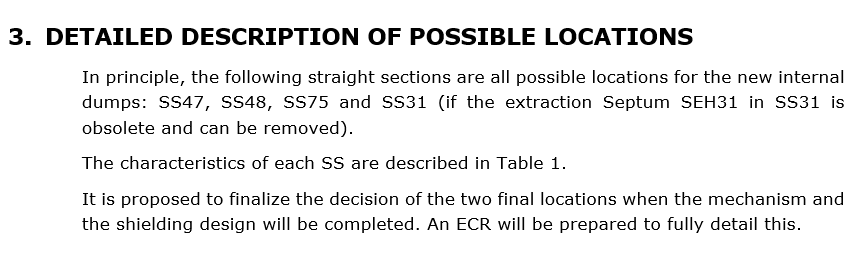 3. DETAILED DESCRIPTION OF POSSIBLE LOCATIONS
In principle, the following straight sections are all possible locations for the new internal
dumps: SS47, SS48, SS75 and SS31 (if the extraction Septum SEH31 in SS31 is
obsolete and can be removed).
The characteristics of each SS are described in Table 1.
It is proposed to finalize the decision of the two final locations when the mechanism and
the shielding design will be completed. An ECR will be prepared to fully detail this.